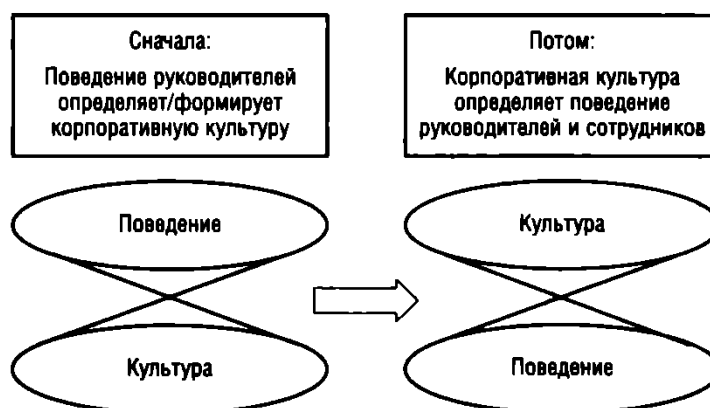 Сначала:
Поведение руководителей
определяет/формирует
корпоративную культуру
Потом:
Корпоративная культура
определяет поведение
руководителей и сотрудников
Поведение
Культура
Культура
Поведение